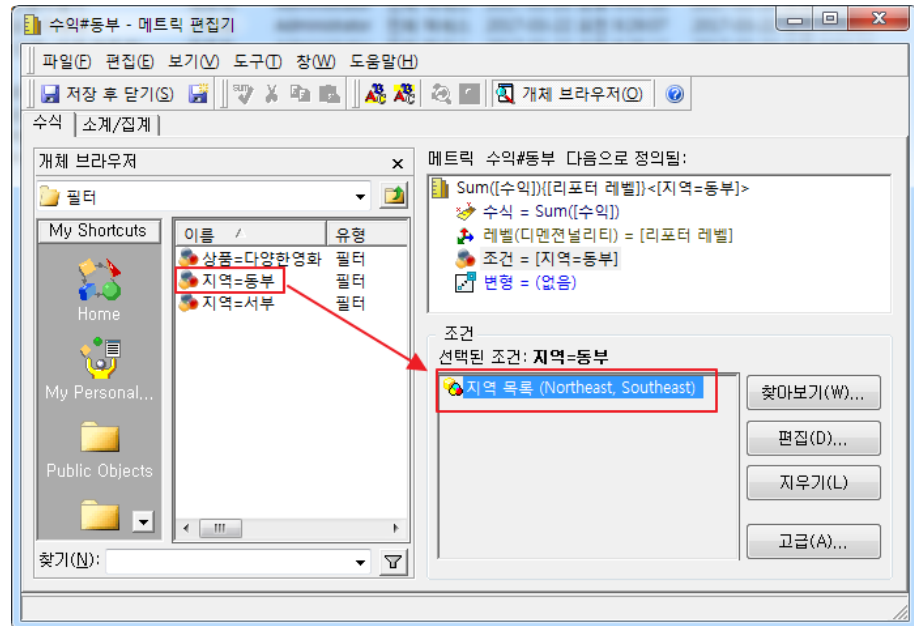 수익#동부 - 메트릭 편집기
파일(F) 편집(E) 보기(V) 도구(T) 창(W) 도움말(H)
저장 후 닫기(S) 개체 브라우저(O)
수식 소계/집계
개체 브라우저
필터
My Shortcuts
Home
My Personal...
Public Objects
이름 유형
상품=다양한영화 필터
지역=동부 필터
지역=서부 필터
찾기(N):
메트릭 수익#동부 다음으로 정의됨:
Sum([수익]){[리포터 레벨]}<[지역=동부]>
수식 = Sum([수익])
레벨(디멘젼널리티) = [리포터 레벨]
조건 = [지역=동부]
변형 = (없음)
조건
선택된 조건: 지역=동부
지역 목록 (Northeast, Southeast)
찾아보기(W)...
편집(D)...
지우기(L)
고급(A)...